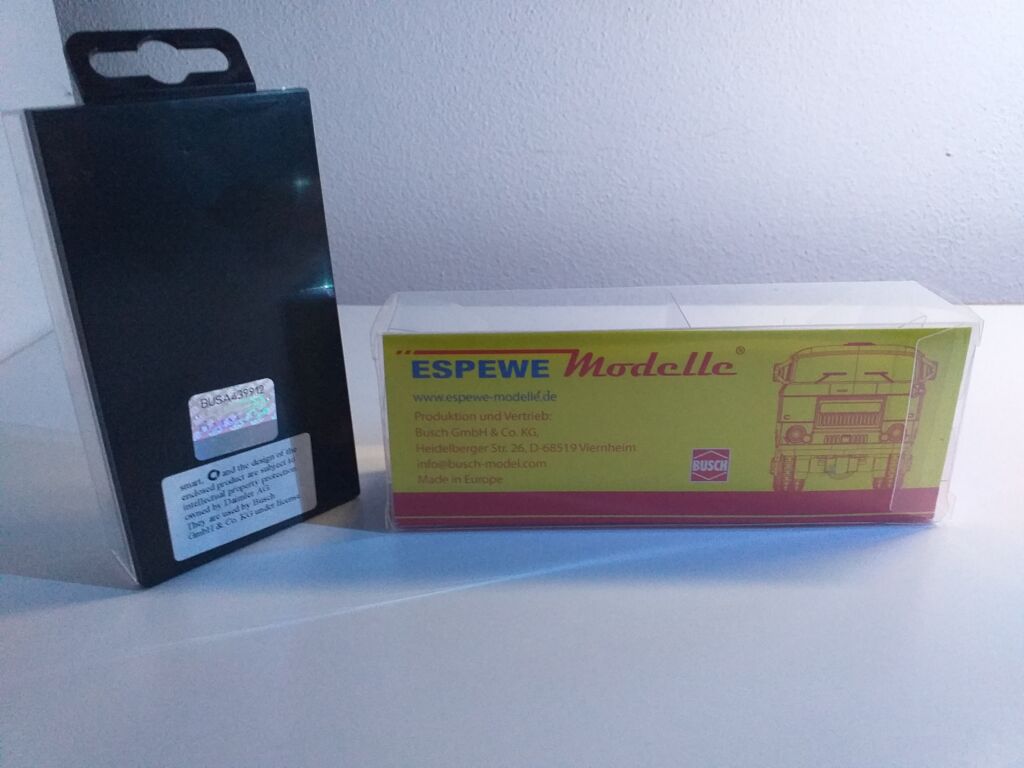 BUSA439912
smart, and the design of the
enclosed product are subject to
intellectual property protection
owned by Daimler AG.
They are used by Busch
GmbH & Co. KG under license
ESPEWE Modelle®
www.espewe-modelle.de
Produktion und Vertrieb:
Busch GmbH & Co. KG,
Heidelberger Str. 26, D-68519 Viernheim
info@busch-model.com
Made in Europe
BUSCH